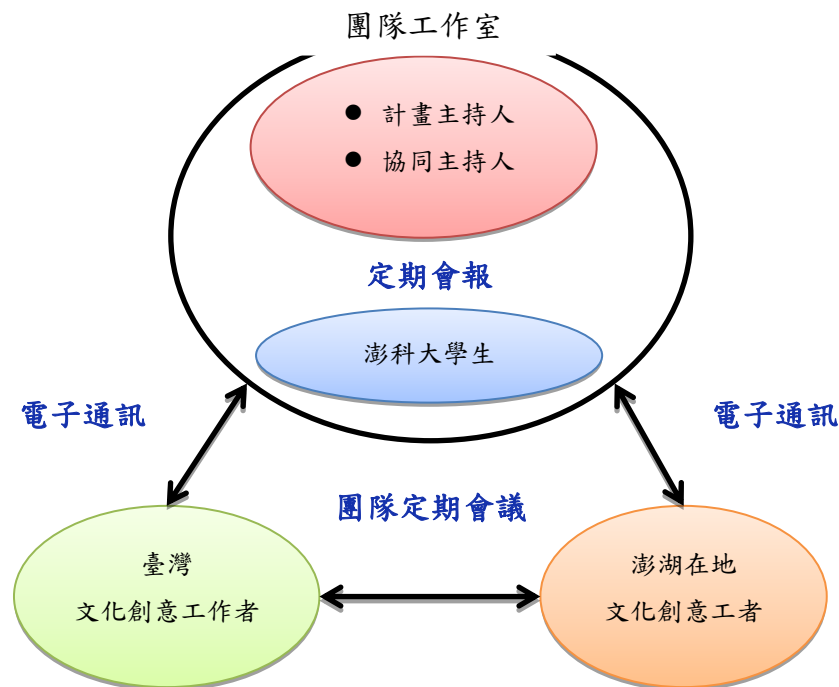 團隊工作室
● 計畫主持人
● 協同主持人
定期會報
澎科大學生
電子通訊
電子通訊
團隊定期會議
臺灣
文化創意工作者
澎湖在地
文化創意工者